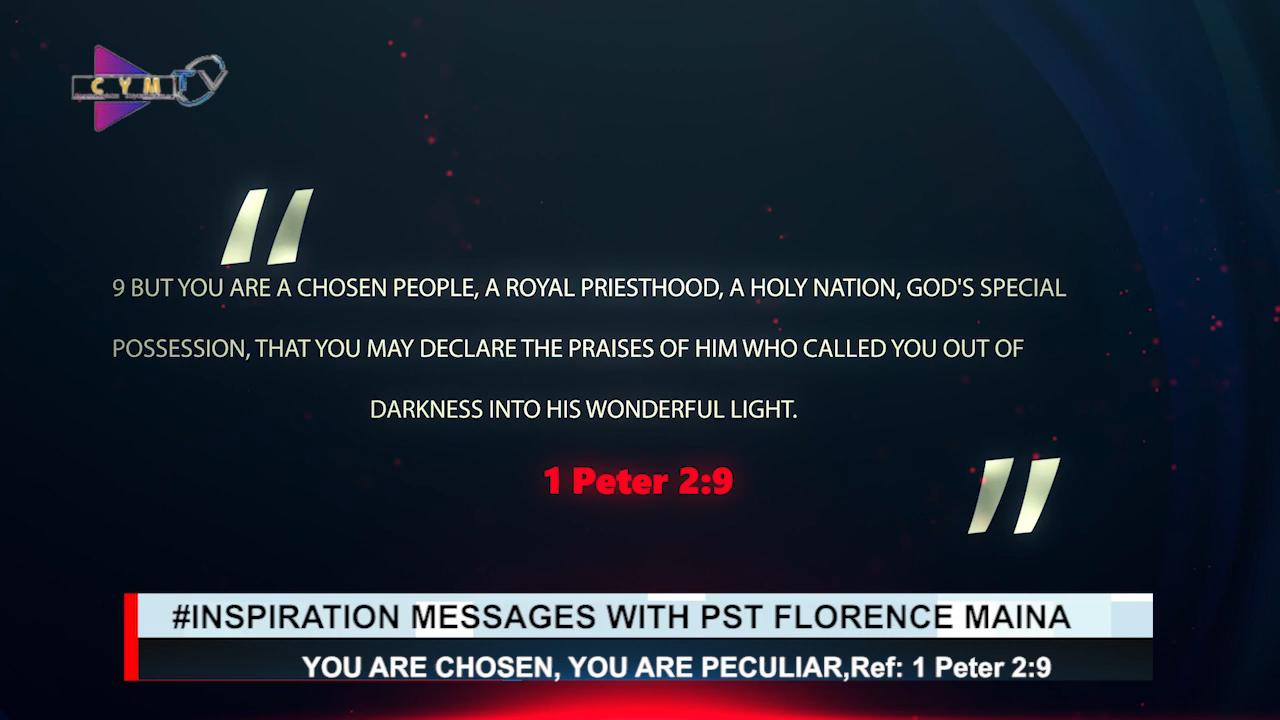 CYMTV
"
9 BUT YOU ARE A CHOSEN PEOPLE, A ROYAL PRIESTHOOD, A HOLY NATION, GOD'S SPECIAL
POSSESSION, THAT YOU MAY DECLARE THE PRAISES OF HIM WHO CALLED YOU OUT OF
DARKNESS INTO HIS WONDERFUL LIGHT.
1 Peter 2:9
"
#INSPIRATION MESSAGES WITH PST FLORENCE MAINA
YOU ARE CHOSEN, YOU ARE PECULIAR,Ref: 1 Peter 2:9